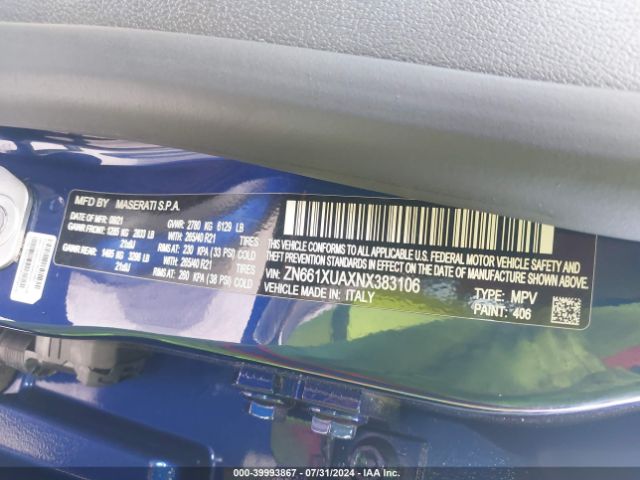 MFD BY MASERATI S.P.A.
DATE OF MFT 09/21 GVWR: 2780 KG 6129 LB
GAWR FRONT: 1285 KG 2833 LB WITH: 265/40 R21 TIRES
21x9J RIMS AT: 230 KPA (33 PSI) COLD
GAWR REAR: 1495 KG 3296 LB WITH: 265/40 R21 TIRES
21x9J RIMS AT: 260 KPA (38 PSI) COLD
THIS VEHICLE CONFORMS TO ALL APPLICABLE U.S. FEDERAL MOTOR VEHICLE SAFETY AND
THEFT PREVENTION STANDARDS IN EFFECT ON THE DATE OF MANUFACTURE SHOWN ABOVE.
VIN: ZN661XUAXNX383106 TYPE: MPV
VEHICLE MADE IN: ITALY PAINT: 406
000-39993867 - 07/31/2024 - IAA Inc.